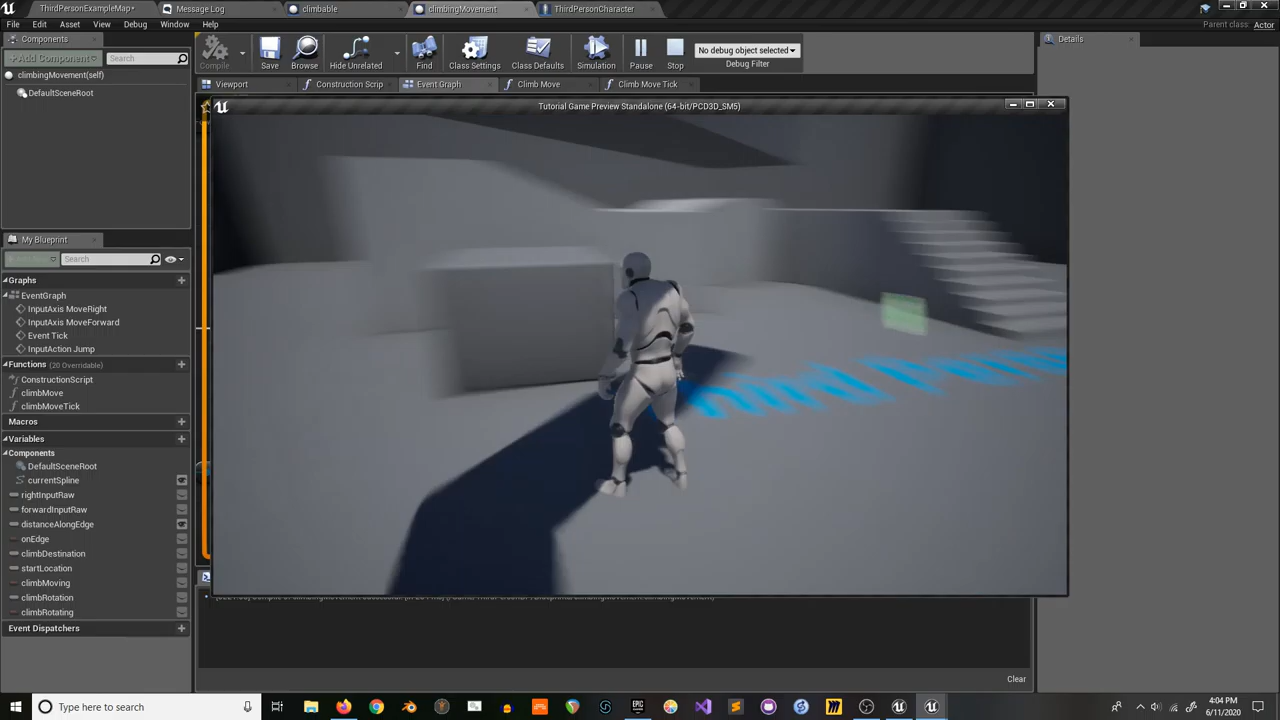 ThirdPersonExampleMap*
Message Log
climbable
climbingMovement
ThirdPersonCharacter
File Edit Asset View Debug Window Help
Parent class: Actor
Components
+Add Component
Search
climbingMovement(self)
DefaultSceneRoot
Compile
Save
Browse
Hide Unrelated
Find
Class Settings
Class Defaults
Simulation
Pause
Stop
No debug object selected
Debug Filter
Details
Viewport
Construction Scrip
Event Graph
Climb Move
Climb Move Tick
Tutorial Game Preview Standalone (64-bit/PCD3D_SM5)
My Blueprint
Search
Graphs
EventGraph
InputAxis MoveRight
InputAxis MoveForward
Event Tick
InputAction Jump
Functions (20 Overridable)
ConstructionScript
climbMove
climbMoveTick
Macros
Variables
Components
DefaultSceneRoot
currentSpline
rightInputRaw
forwardInputRaw
distanceAlongEdge
onEdge
climbDestination
startLocation
climbMoving
climbRotation
climbRotating
Event Dispatchers
Clear
Type here to search
4:04 PM
6/11/2020